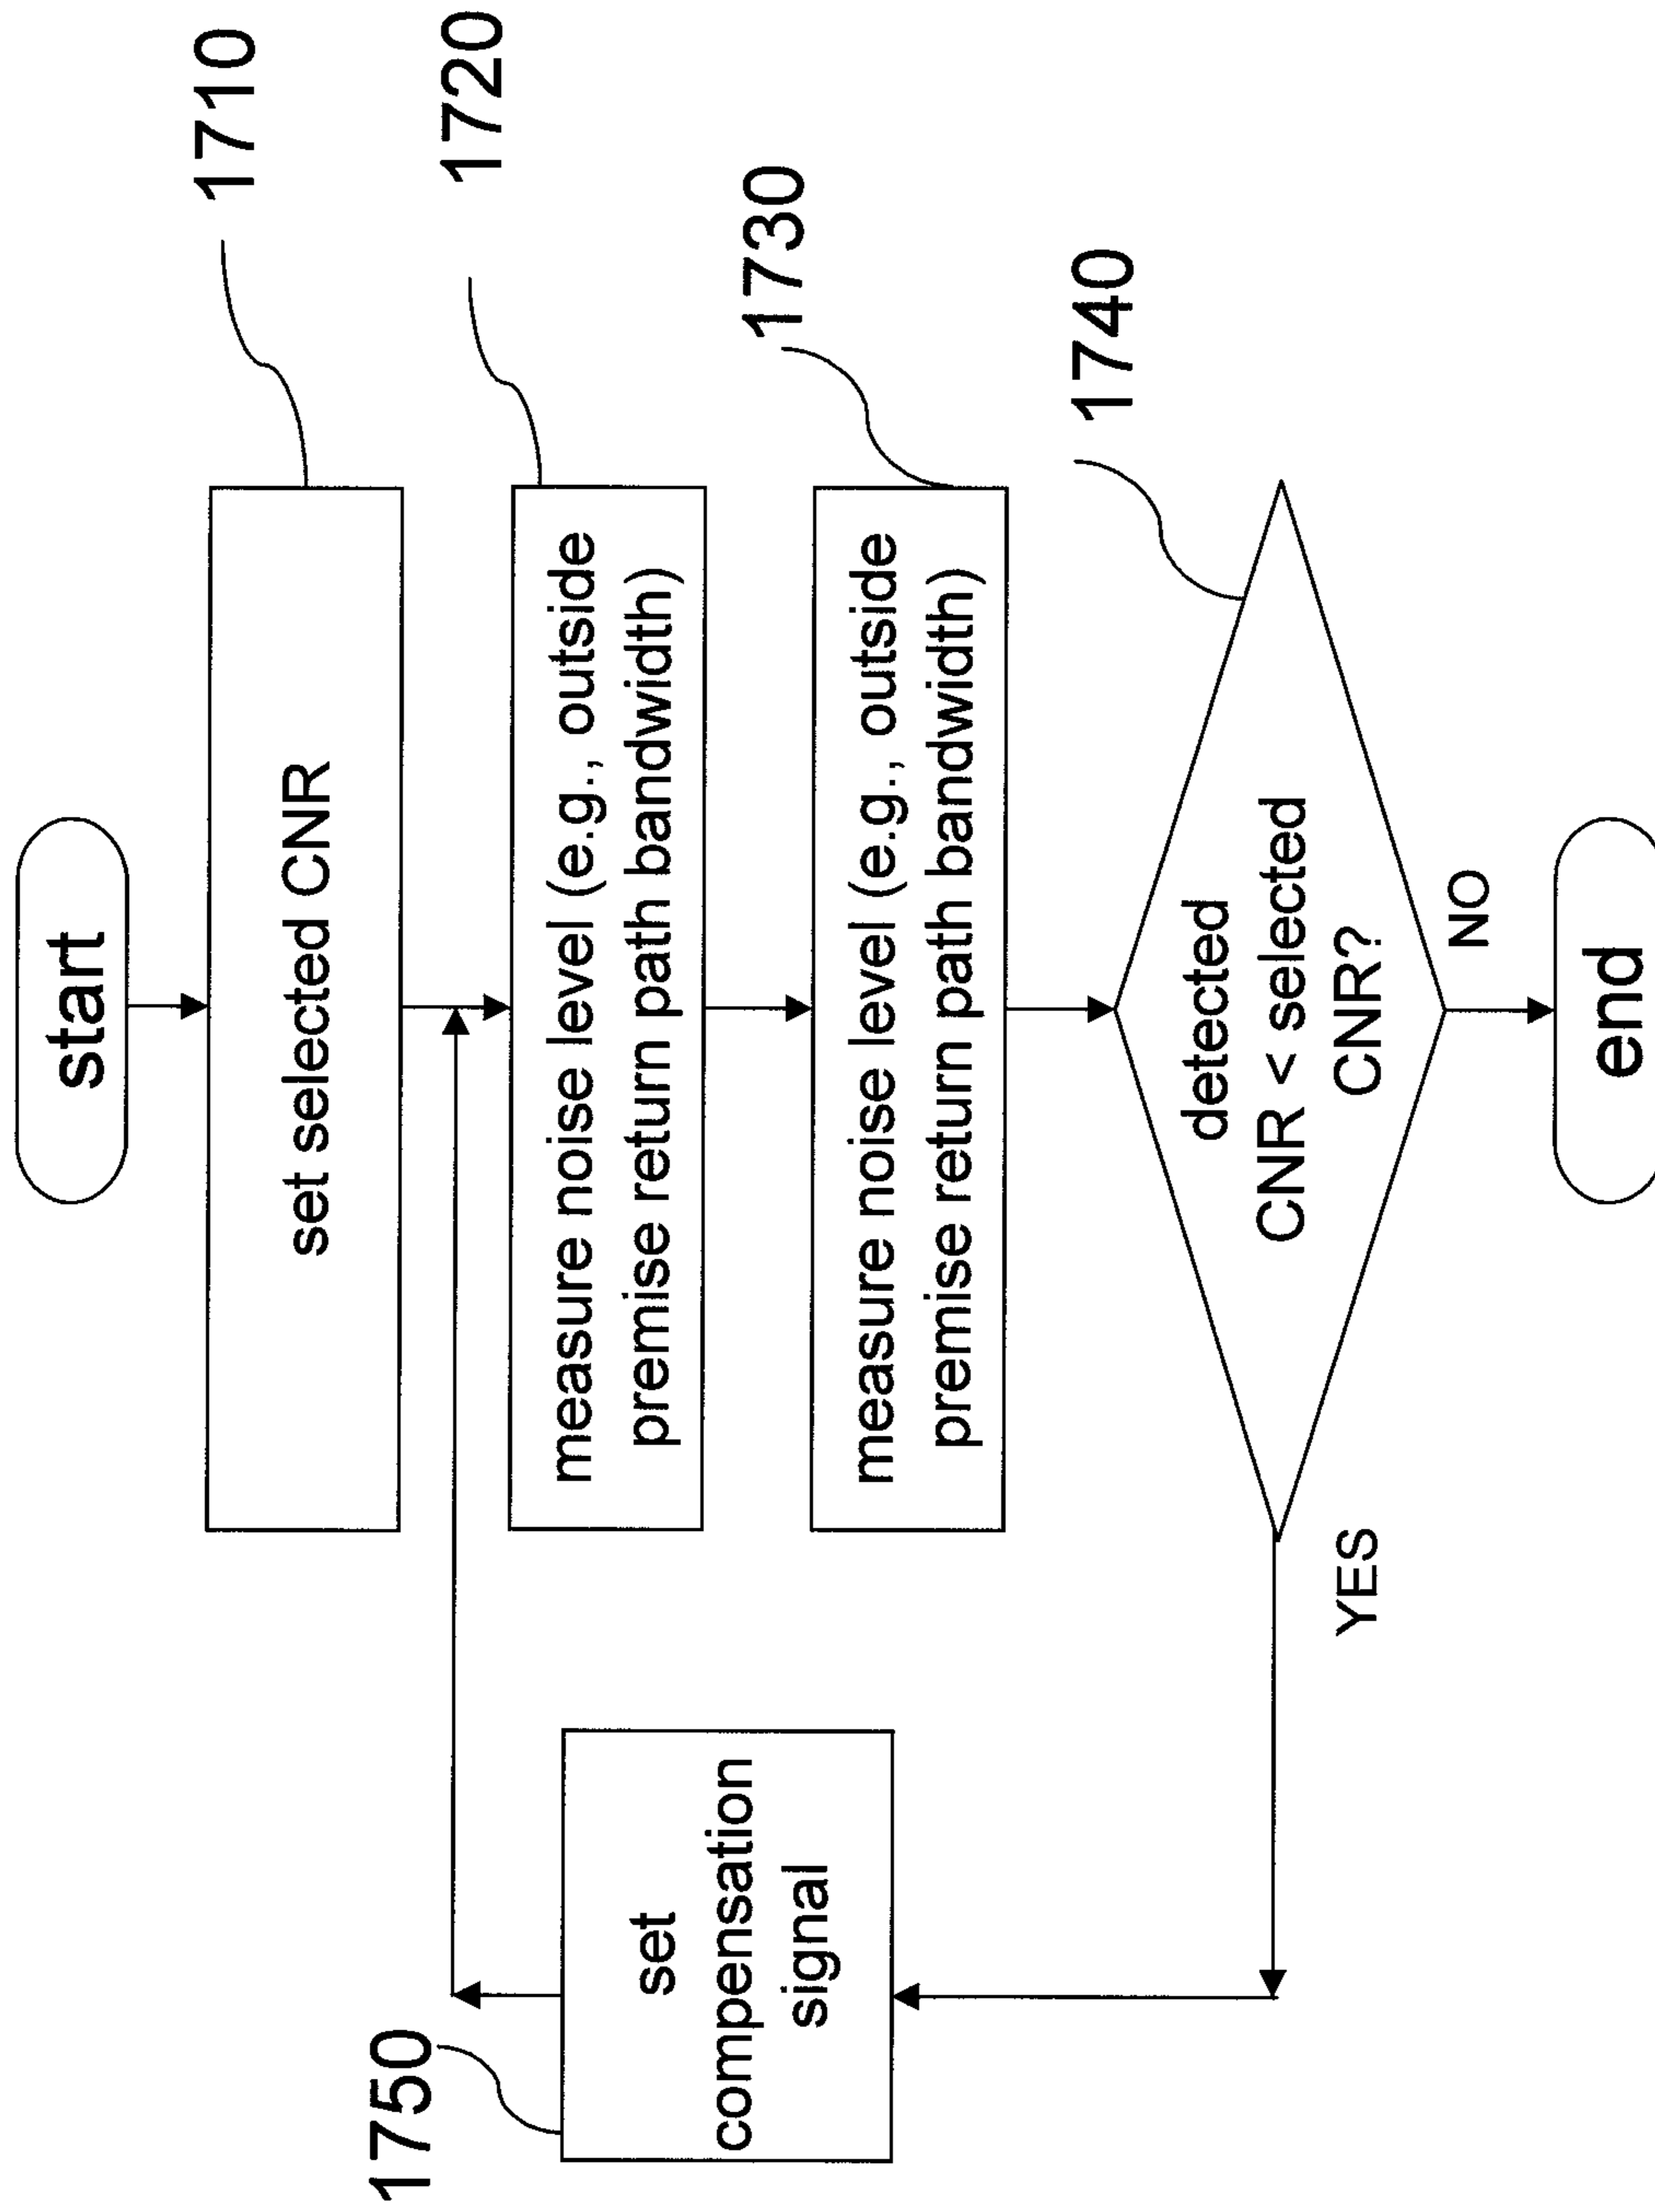 start
set selected CNR
1710
measure noise level (e.g., outside
premise return path bandwidth)
1720
measure noise level (e.g., outside
premise return path bandwidth)
1730
detected
CNR < selected
CNR?
1740
YES
NO
set
compensation
signal
1750
end